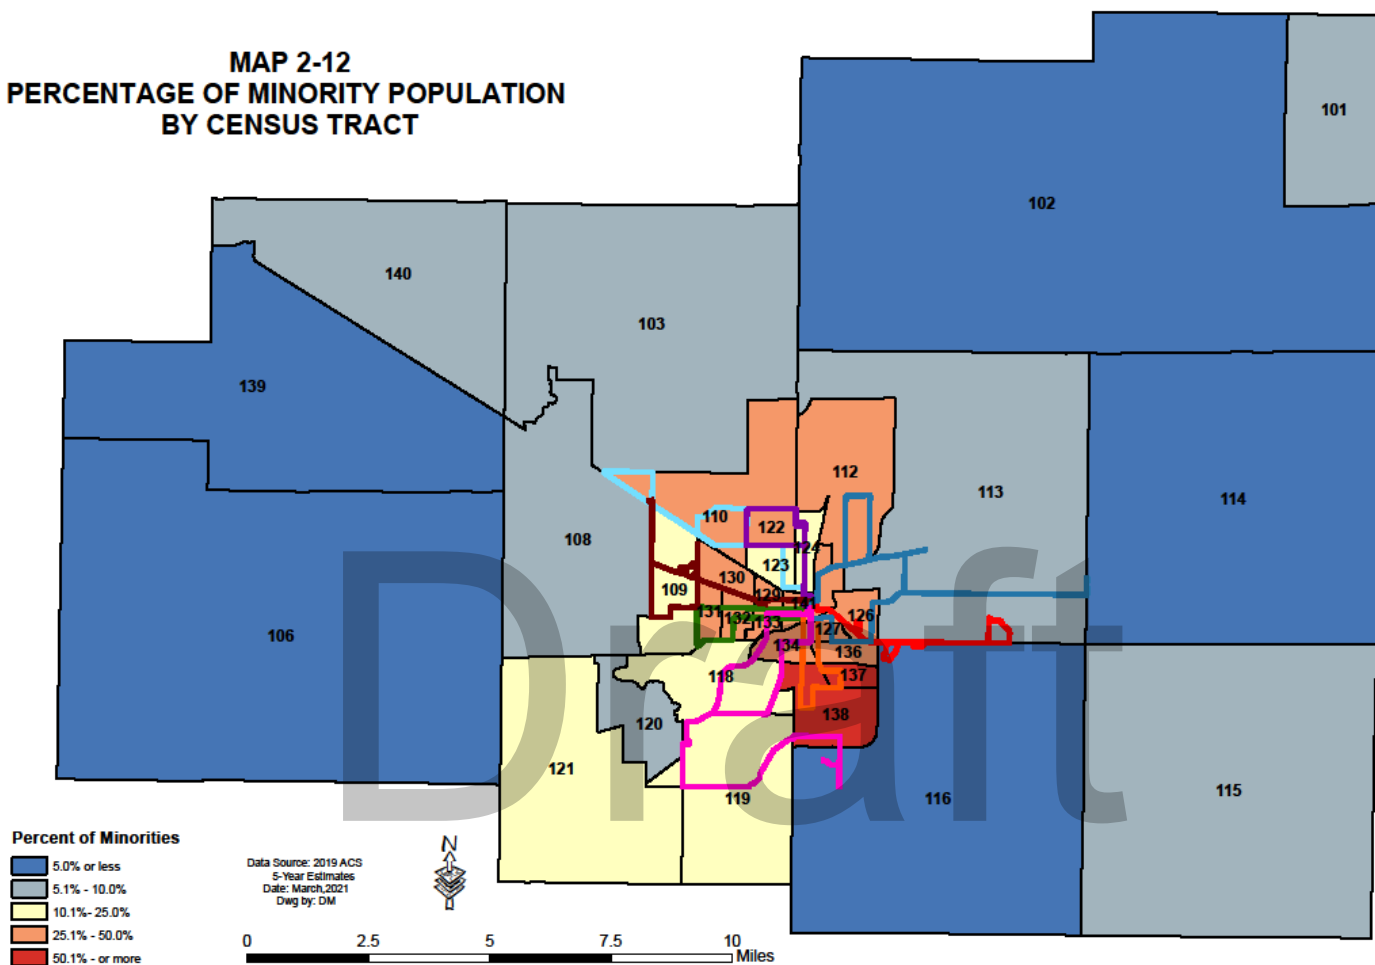 MAP 2-12
PERCENTAGE OF MINORITY POPULATION
BY CENSUS TRACT
101
102
140
103
139
112
113
114
110
122
124
108
123
130
109
129
141
131
132
133
127
126
106
134
136
118
137
120
138
121
119
116
115
Draft
Percent of Minorities
5.0% or less
5.1% - 10.0%
10.1%- 25.0%
25.1% - 50.0%
50.1% - or more
Data Source: 2019 ACS
5-Year Estimates
Date: March,2021
Dwg by: DM
N
0 2.5 5 7.5 10
Miles